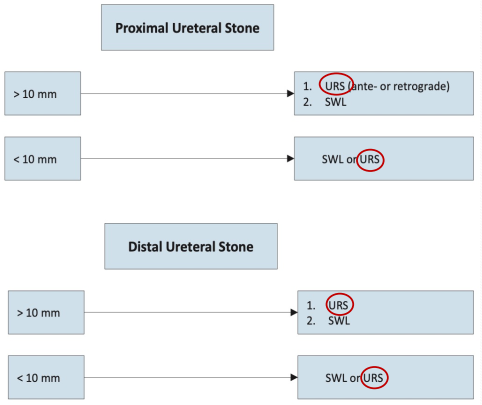 Proximal Ureteral Stone
> 10 mm
1. URS (ante- or retrograde)
2. SWL
< 10 mm
SWL or URS
Distal Ureteral Stone
> 10 mm
1. URS
2. SWL
< 10 mm
SWL or URS